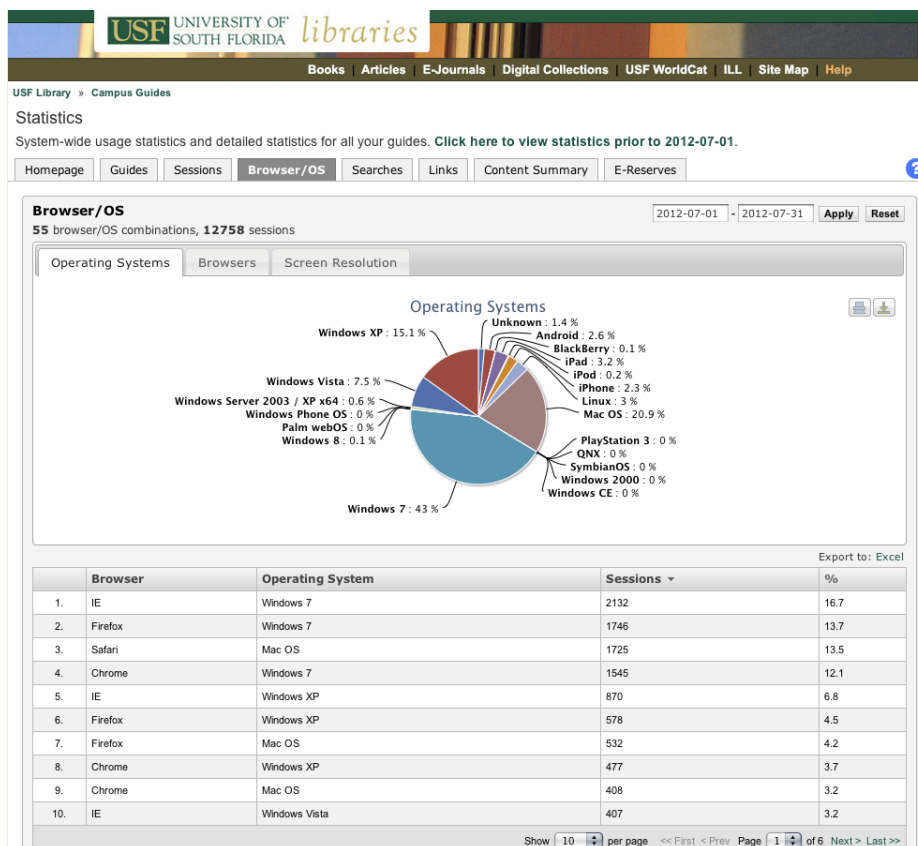 USF UNIVERSITY OF SOUTH FLORIDA libraries
Books | Articles | E-Journals | Digital Collections | USF WorldCat | ILL | Site Map | Help
USF Library » Campus Guides
Statistics
System-wide usage statistics and detailed statistics for all your guides. Click here to view statistics prior to 2012-07-01.
Homepage Guides Sessions Browser/OS Searches Links Content Summary E-Reserves ?
Browser/OS 2012-07-01 - 2012-07-31 Apply Reset
55 browser/OS combinations, 12758 sessions
Operating Systems Browsers Screen Resolution
Operating Systems
Unknown : 1.4 %
Windows XP : 15.1 %
Android : 2.6 %
BlackBerry : 0.1 %
iPad : 3.2 %
iPod : 0.2 %
Windows Vista : 7.5 %
iPhone : 2.3 %
Windows Server 2003 / XP x64 : 0.6 %
Linux : 3 %
Windows Phone OS : 0 %
Mac OS : 20.9 %
Palm webOS : 0 %
Windows 8 : 0.1 %
PlayStation 3 : 0 %
QNX : 0 %
SymbianOS : 0 %
Windows 2000 : 0 %
Windows CE : 0 %
Windows 7 : 43 %
Export to: Excel
Browser Operating System Sessions %
1. IE Windows 7 2132 16.7
2. Firefox Windows 7 1746 13.7
3. Safari Mac OS 1725 13.5
4. Chrome Windows 7 1545 12.1
5. IE Windows XP 870 6.8
6. Firefox Windows XP 578 4.5
7. Firefox Mac OS 532 4.2
8. Chrome Windows XP 477 3.7
9. Chrome Mac OS 408 3.2
10. IE Windows Vista 407 3.2
Show 10 per page << First < Prev Page 1 of 6 Next > Last >>